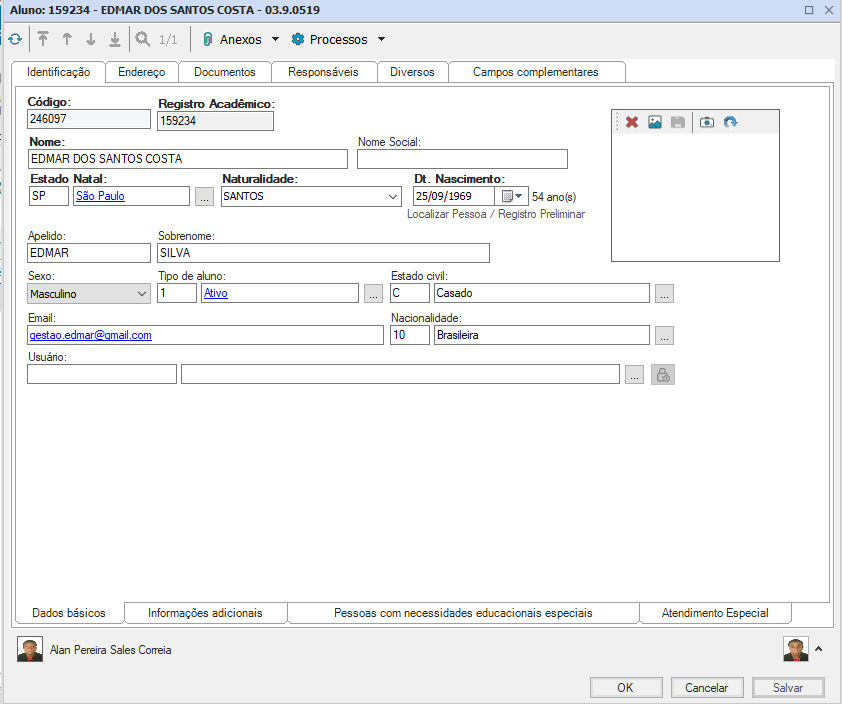 Aluno: 159234 - EDMAR DOS SANTOS COSTA - 03.9.0519
1/1 Anexos Processos
Identificação Endereço Documentos Responsáveis Diversos Campos complementares
Código: Registro Acadêmico:
246097 159234
Nome: Nome Social:
EDMAR DOS SANTOS COSTA
Estado Natal: Naturalidade: Dt. Nascimento:
SP São Paulo ... SANTOS 25/09/1969 54 ano(s)
Localizar Pessoa / Registro Preliminar
Apelido: Sobrenome:
EDMAR SILVA
Sexo: Tipo de aluno: Estado civil:
Masculino 1 Ativo ... C Casado ...
Email: Nacionalidade:
gestao.edmar@gmail.com 10 Brasileira ...
Usuário:
...
Dados básicos Informações adicionais Pessoas com necessidades educacionais especiais Atendimento Especial
Alan Pereira Sales Correia
OK Cancelar Salvar